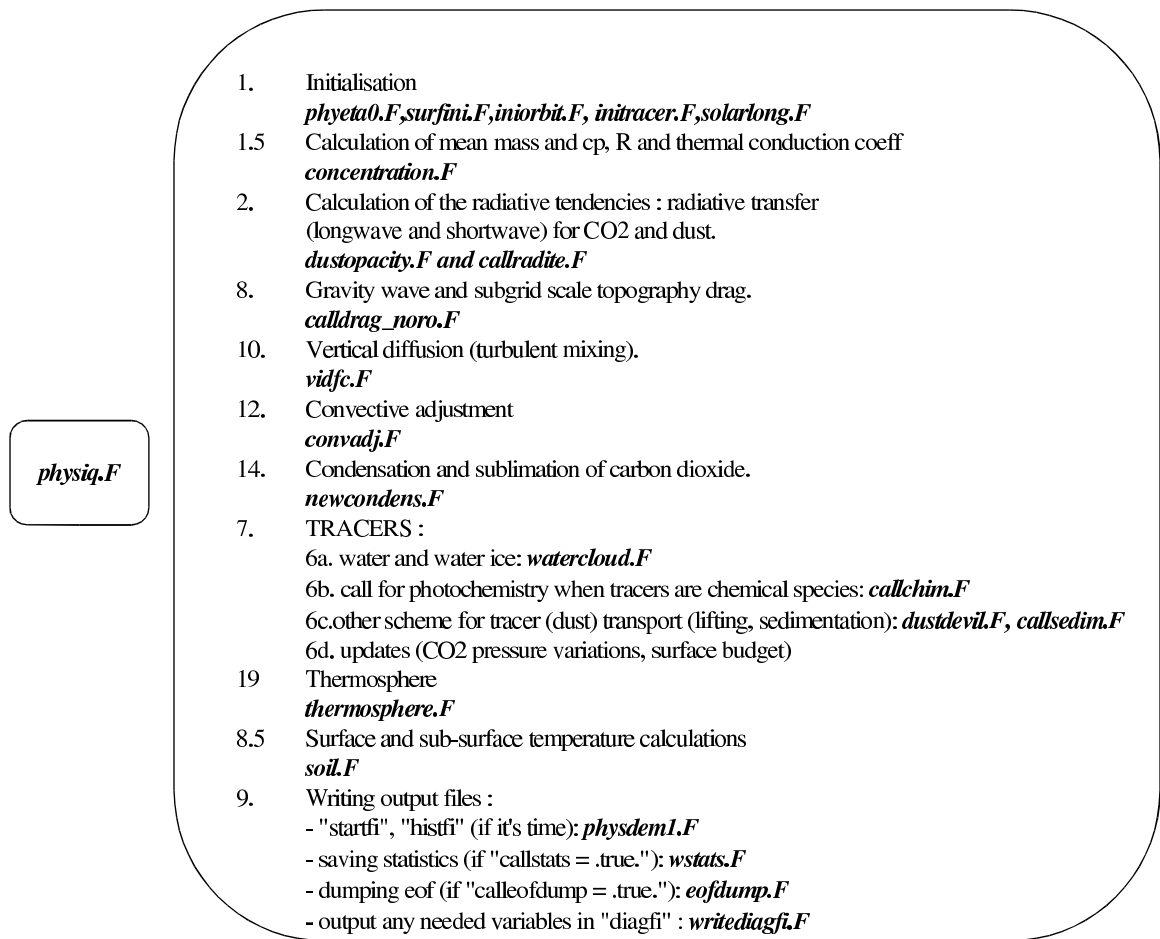 1. Initialisation
phyeta0.F,surfini.F,iniorbit.F, initracer.F,solarlong.F
1.5 Calculation of mean mass and cp, R and thermal conduction coeff
concentration.F
2. Calculation of the radiative tendencies : radiative transfer
(longwave and shortwave) for CO2 and dust.
dustopacity.F and callradite.F
8. Gravity wave and subgrid scale topography drag.
calldrag_noro.F
10. Vertical diffusion (turbulent mixing).
vidfc.F
12. Convective adjustment
convadj.F
physiq.F
14. Condensation and sublimation of carbon dioxide.
newcondens.F
7. TRACERS :
6a. water and water ice: watercloud.F
6b. call for photochemistry when tracers are chemical species: callchim.F
6c.other scheme for tracer (dust) transport (lifting, sedimentation): dustdevil.F, callsedim.F
6d. updates (CO2 pressure variations, surface budget)
19 Thermosphere
thermosphere.F
8.5 Surface and sub-surface temperature calculations
soil.F
9. Writing output files :
- "startfi", "histfi" (if it's time): physdem1.F
- saving statistics (if "callstats = .true."): wstats.F
- dumping eof (if "calleofdump = .true."): eofdump.F
- output any needed variables in "diagfi" : writediagfi.F